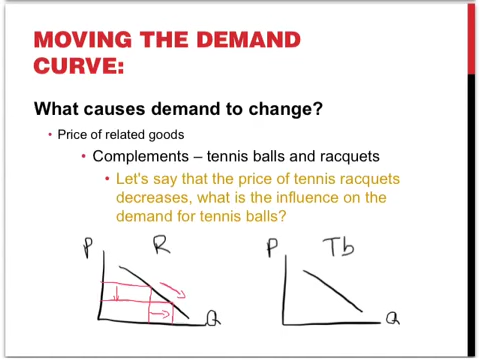 MOVING THE DEMAND
CURVE:
What causes demand to change?
• Price of related goods
• Complements – tennis balls and racquets
• Let's say that the price of tennis racquets
decreases, what is the influence on the
demand for tennis balls?
P R
Q
P Tb
Q